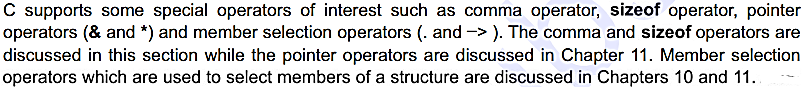 C supports some special operators of interest such as comma operator, sizeof operator, pointer
operators (& and *) and member selection operators (. and –> ). The comma and sizeof operators are
discussed in this section while the pointer operators are discussed in Chapter 11. Member selection
operators which are used to select members of a structure are discussed in Chapters 10 and 11.